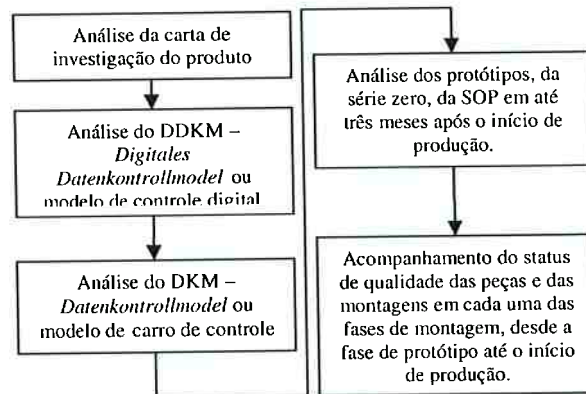 Análise da carta de
investigação do produto
Análise do DDKM –
Digitales
Datenkontrollmodel ou
modelo de controle digital
Análise do DKM –
Datenkontrollmodel ou
modelo de carro de controle
Análise dos protótipos, da
série zero, da SOP em até
três meses após o início de
produção.
Acompanhamento do status
de qualidade das peças e das
montagens em cada uma das
fases de montagem, desde a
fase de protótipo até o início
de produção.